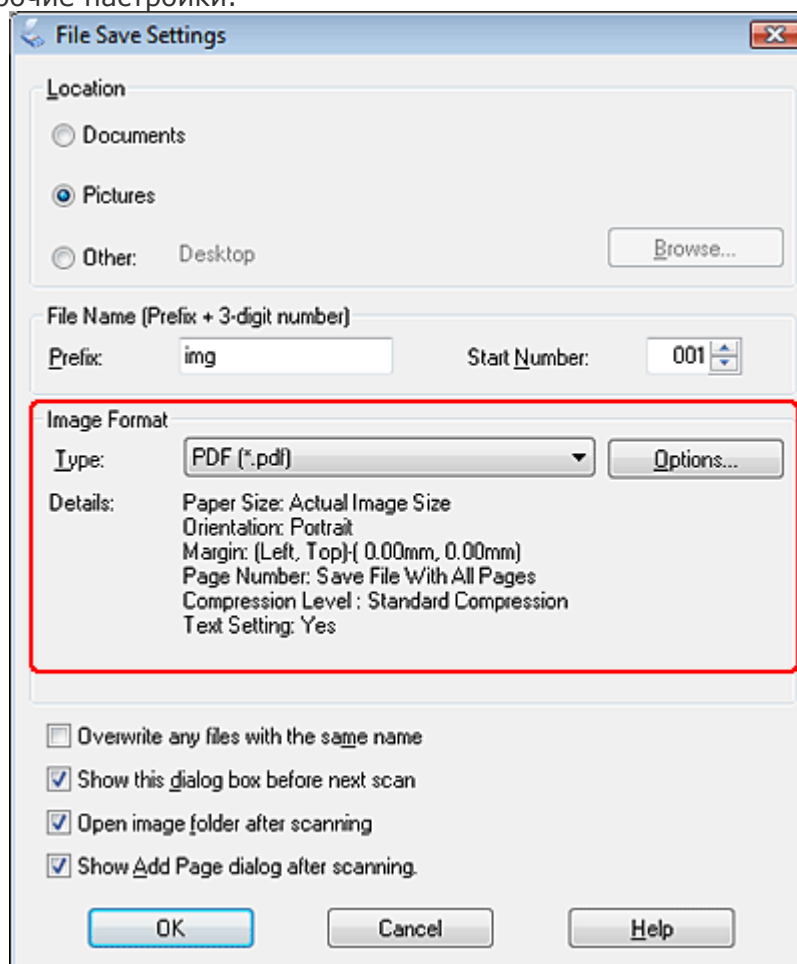 прочие настройки.
File Save Settings
Location
Documents
Pictures
Other: Desktop Browse...
File Name (Prefix + 3-digit number)
Prefix: img Start Number: 001
Image Format
Type: PDF (*.pdf) Options...
Details: Paper Size: Actual Image Size
Orientation: Portrait
Margin: (Left, Top)-( 0.00mm, 0.00mm)
Page Number: Save File With All Pages
Compression Level : Standard Compression
Text Setting: Yes
Overwrite any files with the same name
Show this dialog box before next scan
Open image folder after scanning
Show Add Page dialog after scanning.
OK Cancel Help